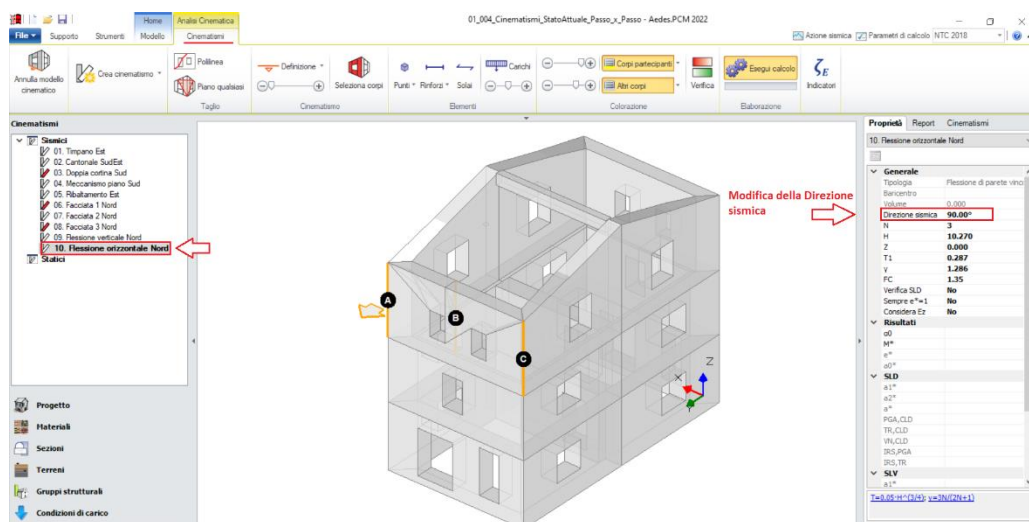 01_004_Cinematismi_StatoAttuale_Passo_x_Passo - Aedes.PCM 2022
Home
Analisi Cinematica
File
Supporto
Strumenti
Modello
Cinematismi
Azione sismica
Parametri di calcolo
NTC 2018
Annulla modello cinematico
Crea cinematismo
Polilinea
Piano qualsiasi
Taglio
Definizione
Seleziona corpi
Cinematismo
Punti
Rinforzi
Solai
Carichi
Elementi
Corpi partecipanti
Altri corpi
Colorazione
Verifica
Esegui calcolo
Elaborazione
ζE
Indicatori
Cinematismi
Sismici
01. Timpano Est
02. Cantonale SudEst
03. Doppia cortina Sud
04. Meccanismo piano Sud
05. Ribaltamento Est
06. Facciata 1 Nord
07. Facciata 2 Nord
08. Facciata 3 Nord
09. Flessione verticale Nord
10. Flessione orizzontale Nord
Statici
Progetto
Materiali
Sezioni
Terreni
Gruppi strutturali
Condizioni di carico
A
B
C
Z
X
Y
Modifica della Direzione
sismica
Proprietà
Report
Cinematismi
10. Flessione orizzontale Nord
Generale
Tipologia Flessione di parete vinco
Baricentro
Volume 0.000
Direzione sismica 90.00°
N 3
H 10.270
Z 0.000
T1 0.287
γ 1.286
FC 1.35
Verifica SLD No
Sempre e*=1 No
Considera Ez No
Risultati
α0
M*
e*
a0*
SLD
a1*
a2*
a*
PGA,CLD
TR,CLD
VN,CLD
IRS,PGA
IRS,TR
SLV
a1*
T=0.05·H^(3/4); γ=3N/(2N+1)